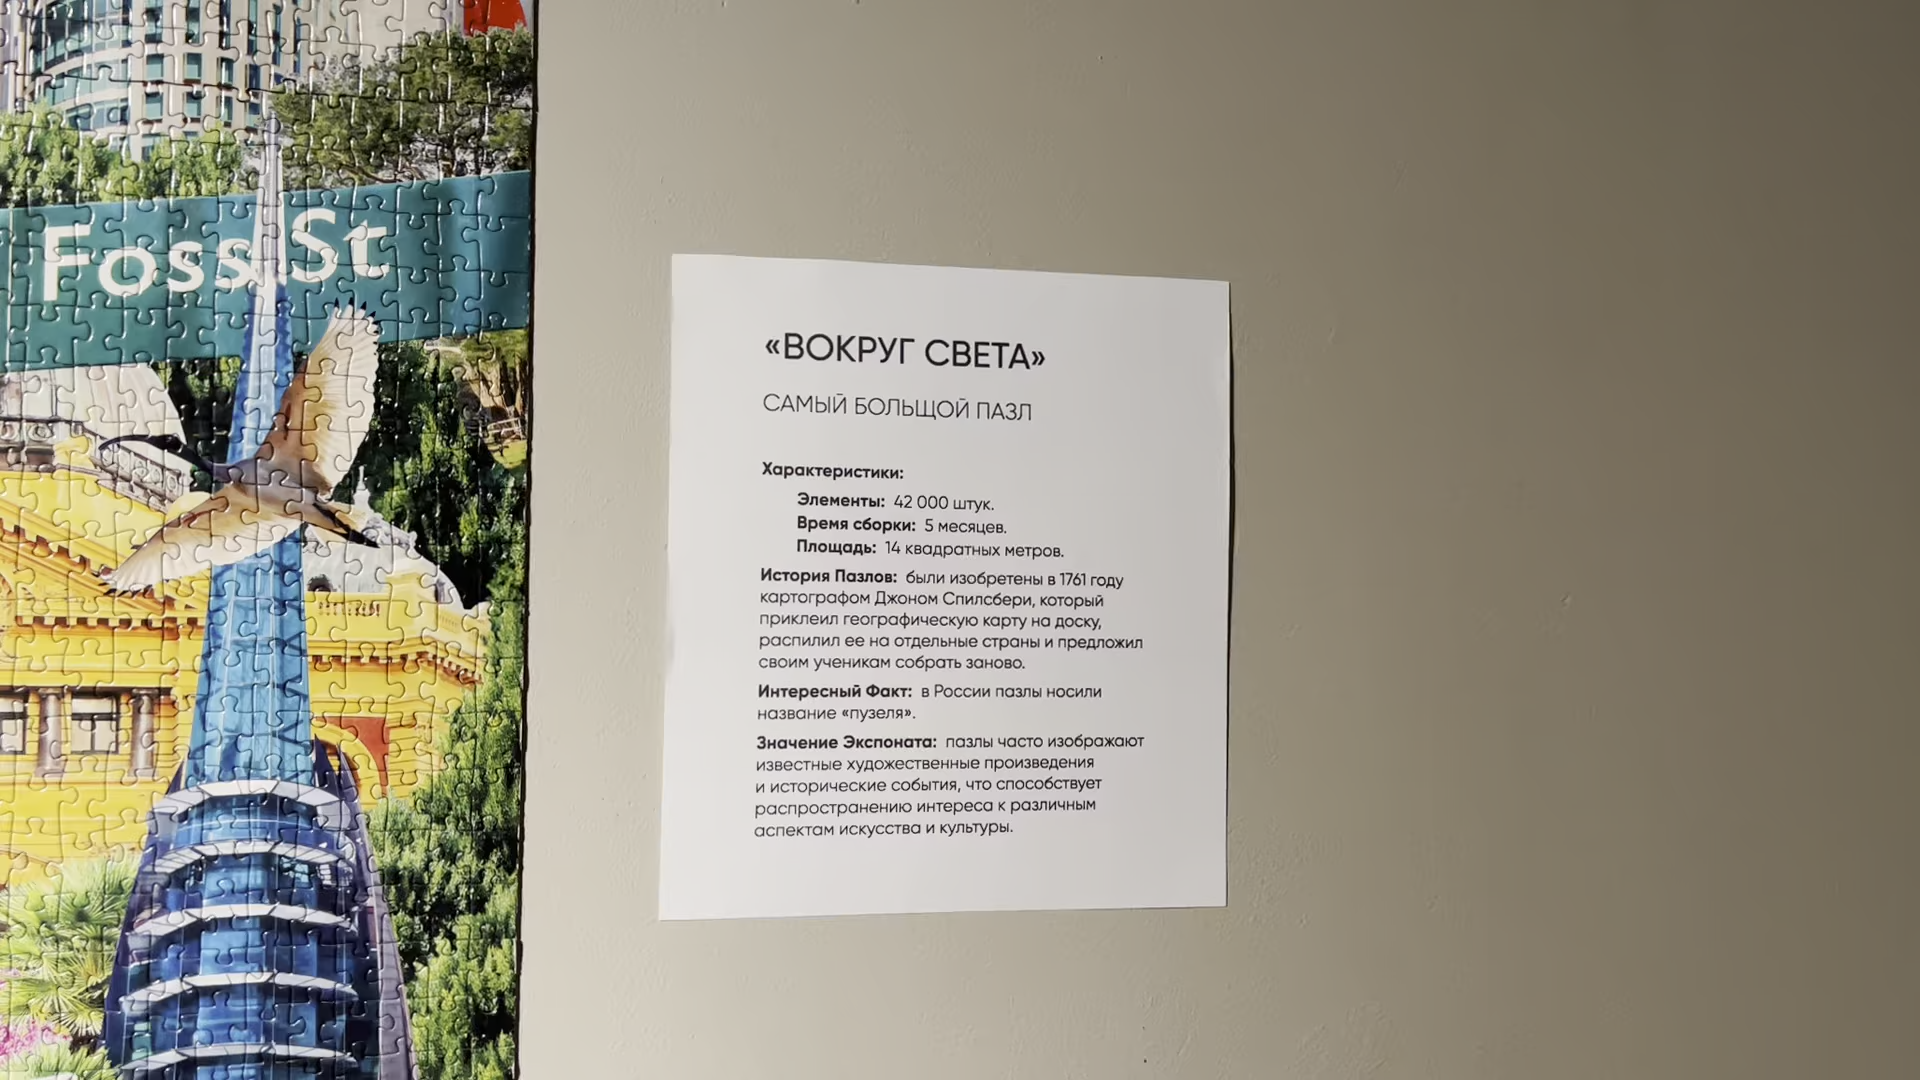 Foss St
«ВОКРУГ СВЕТА»
САМЫЙ БОЛЬЩОЙ ПАЗЛ
Характеристики:
Элементы: 42 000 штук.
Время сборки: 5 месяцев.
Площадь: 14 квадратных метров.
История Пазлов: были изобретены в 1761 году
картографом Джоном Спилсбери, который
приклеил географическую карту на доску,
распилил ее на отдельные страны и предложил
своим ученикам собрать заново.
Интересный Факт: в России пазлы носили
название «пузеля».
Значение Экспоната: пазлы часто изображают
известные художественные произведения
и исторические события, что способствует
распространению интереса к различным
аспектам искусства и культуры.